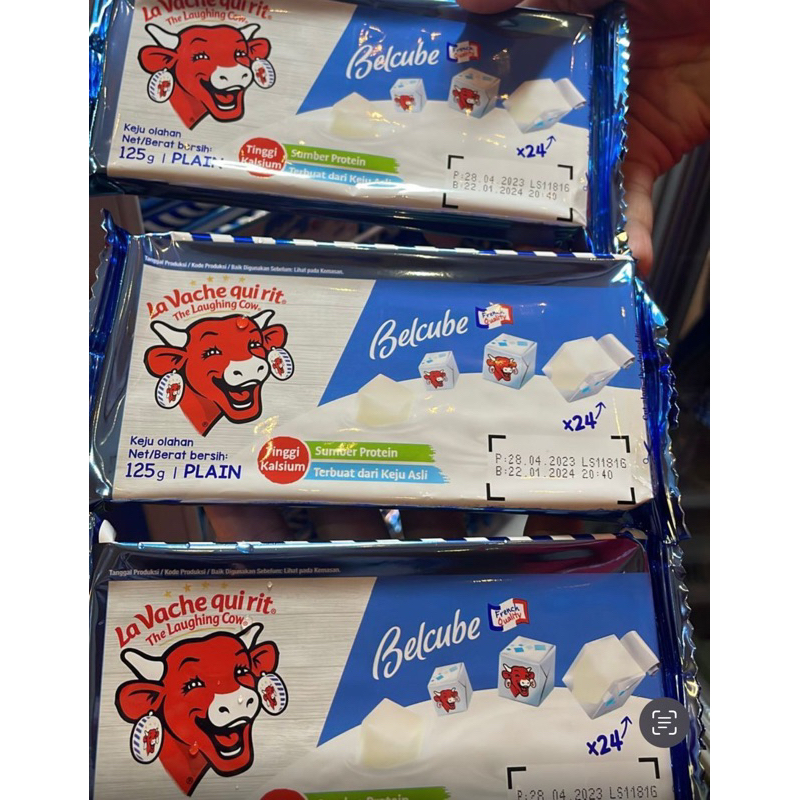 La Vache qui rit®
The Laughing Cow®
Belcube
x24
Keju olahan
Net/Berat bersih:
125g | PLAIN
Tinggi
Kalsium
Sumber Protein
Terbuat dari Keju Asli
P:28.04.2023 LS11816
B:22.01.2024 20:40
Tanggal Produksi / Kode Produksi / Baik Digunakan Sebelum: Lihat pada Kemasan.
La Vache qui rit®
The Laughing Cow®
Belcube
French
Quality
x24
Keju olahan
Net/Berat bersih:
125g | PLAIN
Tinggi
Kalsium
Sumber Protein
Terbuat dari Keju Asli
P:28.04.2023 LS11816
B:22.01.2024 20:40
Tanggal Produksi / Kode Produksi / Baik Digunakan Sebelum: Lihat pada Kemasan.
La Vache qui rit®
The Laughing Cow®
Belcube
French
Quality
x24
P:28.04.2023 LS11816